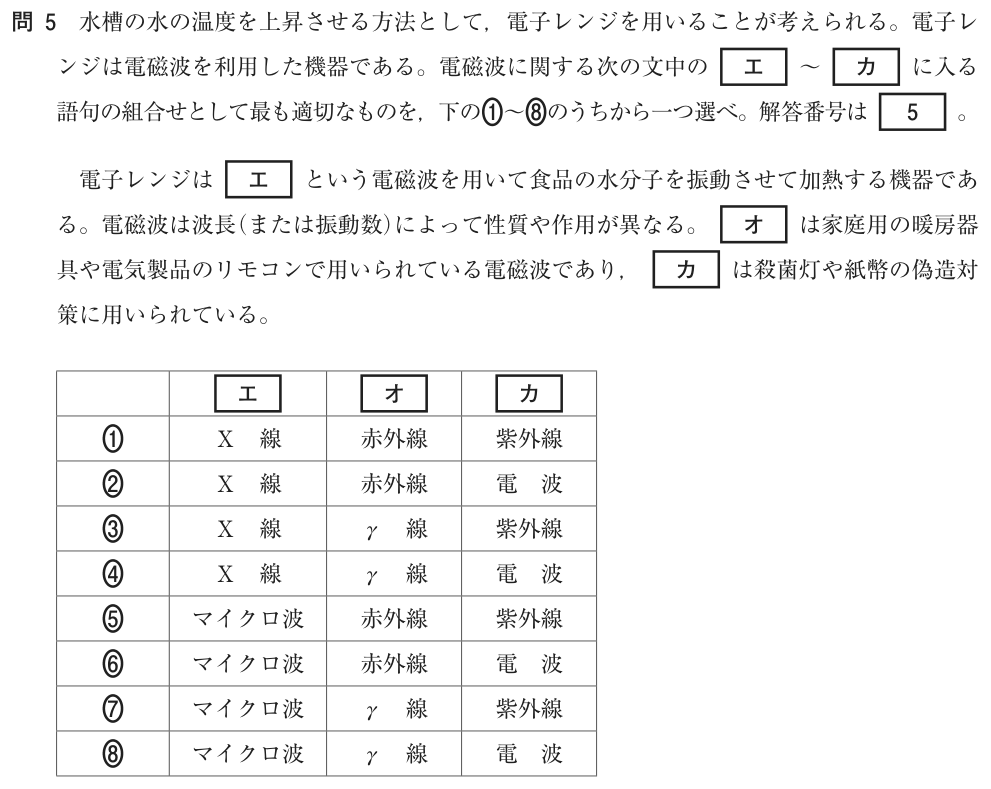 問 5 水槽の水の温度を上昇させる方法として，電子レンジを用いることが考えられる。電子レ
ンジは電磁波を利用した機器である。電磁波に関する次の文中の エ ～ カ に入る
語句の組合せとして最も適切なものを，下の①～⑧のうちから一つ選べ。解答番号は 5 。
電子レンジは エ という電磁波を用いて食品の水分子を振動させて加熱する機器であ
る。電磁波は波長(または振動数)によって性質や作用が異なる。 オ は家庭用の暖房器
具や電気製品のリモコンで用いられている電磁波であり， カ は殺菌灯や紙幣の偽造対
策に用いられている。
エ オ カ
① X 線 赤外線 紫外線
② X 線 赤外線 電 波
③ X 線 γ 線 紫外線
④ X 線 γ 線 電 波
⑤ マイクロ波 赤外線 紫外線
⑥ マイクロ波 赤外線 電 波
⑦ マイクロ波 γ 線 紫外線
⑧ マイクロ波 γ 線 電 波